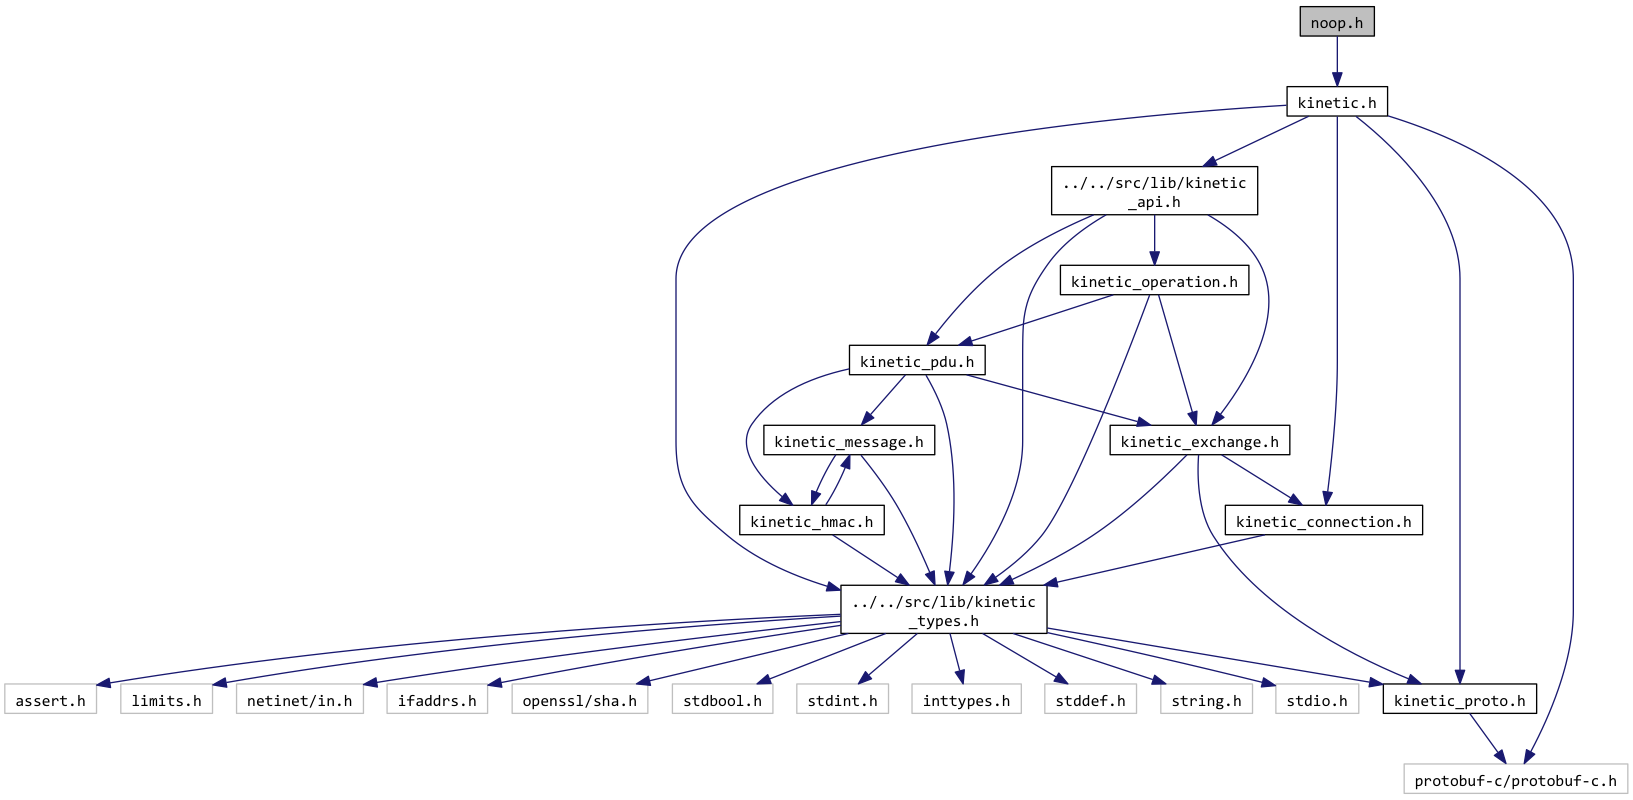 noop.h
kinetic.h
../../src/lib/kinetic
_api.h
kinetic_operation.h
kinetic_pdu.h
kinetic_message.h
kinetic_exchange.h
kinetic_hmac.h
kinetic_connection.h
../../src/lib/kinetic
_types.h
assert.h
limits.h
netinet/in.h
ifaddrs.h
openssl/sha.h
stdbool.h
stdint.h
inttypes.h
stddef.h
string.h
stdio.h
kinetic_proto.h
protobuf-c/protobuf-c.h